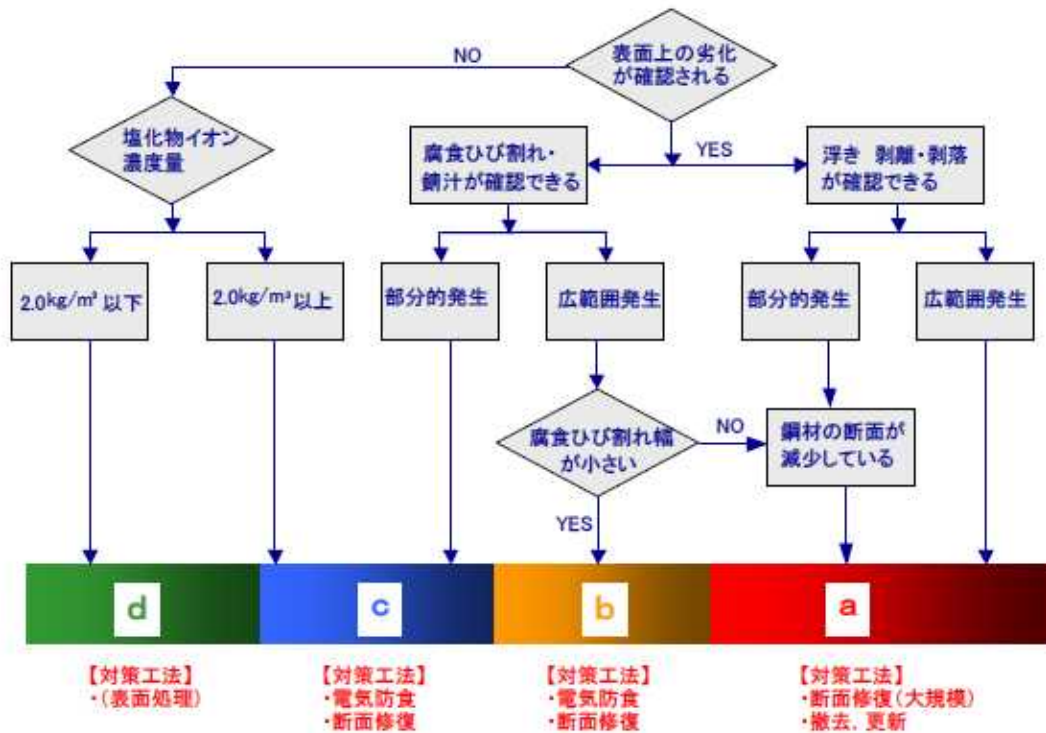 表面上の劣化
が確認される
NO
YES
塩化物イオン
濃度量
腐食ひび割れ・
錆汁が確認できる
浮き 剥離・剥落
が確認できる
2.0kg/m³ 以下
2.0kg/m³以上
部分的発生
広範囲発生
部分的発生
広範囲発生
腐食ひび割れ幅
が小さい
NO
鋼材の断面が
減少している
YES
d
c
b
a
【対策工法】
・(表面処理)
【対策工法】
・電気防食
・断面修復
【対策工法】
・電気防食
・断面修復
【対策工法】
・断面修復(大規模)
・撤去、更新